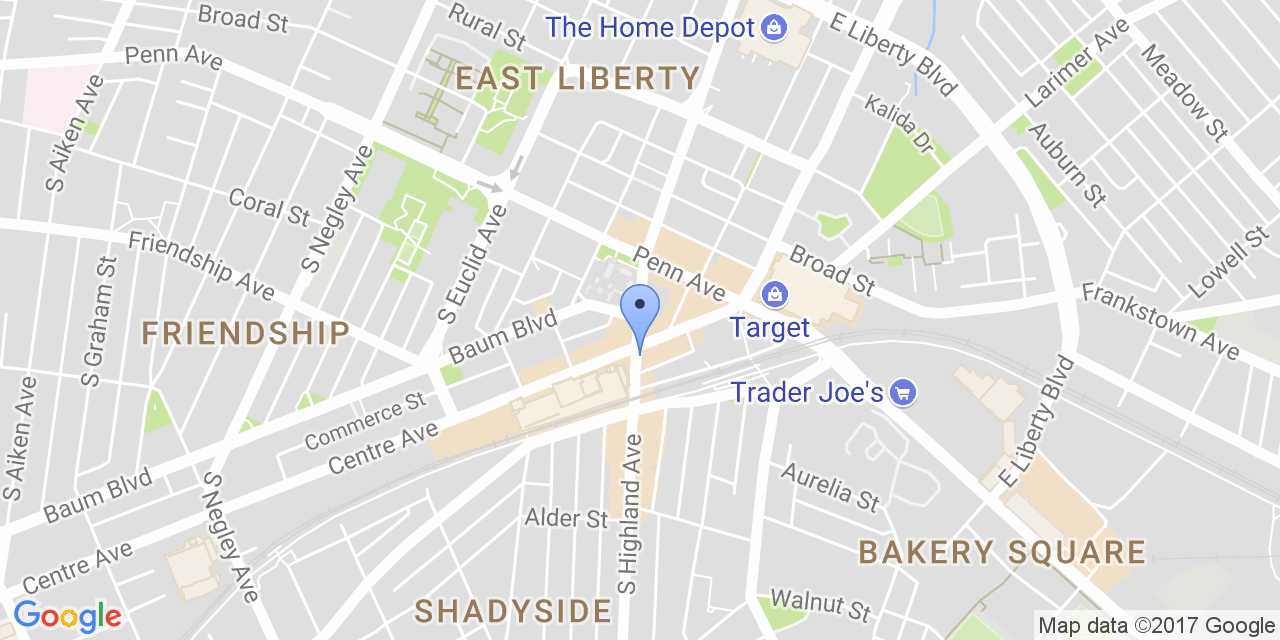 Broad St
Rural St
The Home Depot
E Liberty Blvd
Larimer Ave
Meadow St
Penn Ave
EAST LIBERTY
S Aiken Ave
Kalida Dr
Auburn St
S Negley Ave
Coral St
Friendship Ave
S Euclid Ave
Penn Ave
Broad St
Lowell St
Frankstown Ave
S Graham St
FRIENDSHIP
Baum Blvd
Target
Trader Joe's
E Liberty Blvd
S Aiken Ave
Commerce St
Centre Ave
S Highland Ave
Aurelia St
Baum Blvd
S Negley Ave
Alder St
BAKERY SQUARE
Centre Ave
SHADYSIDE
Walnut St
Google
Map data ©2017 Google